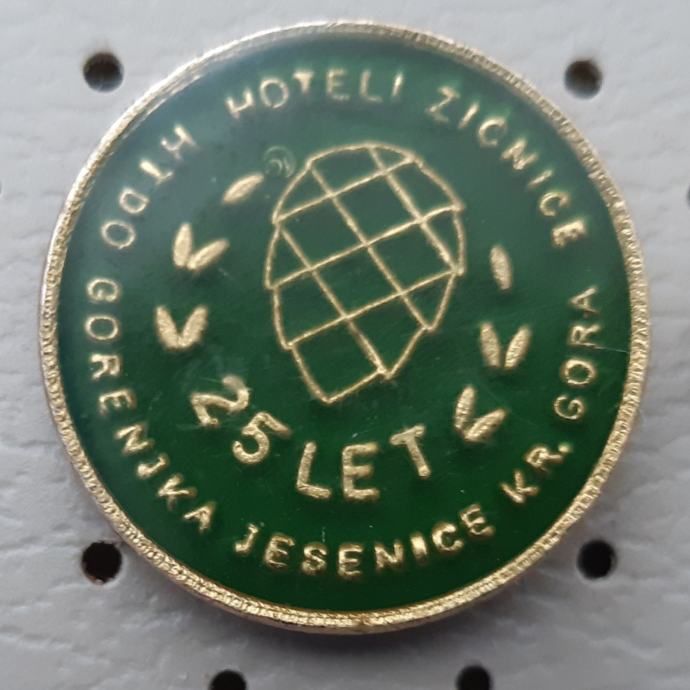 HTDO HOTELI ŽIČNICE
GORENJKA JESENICE KR. GORA
25 LET